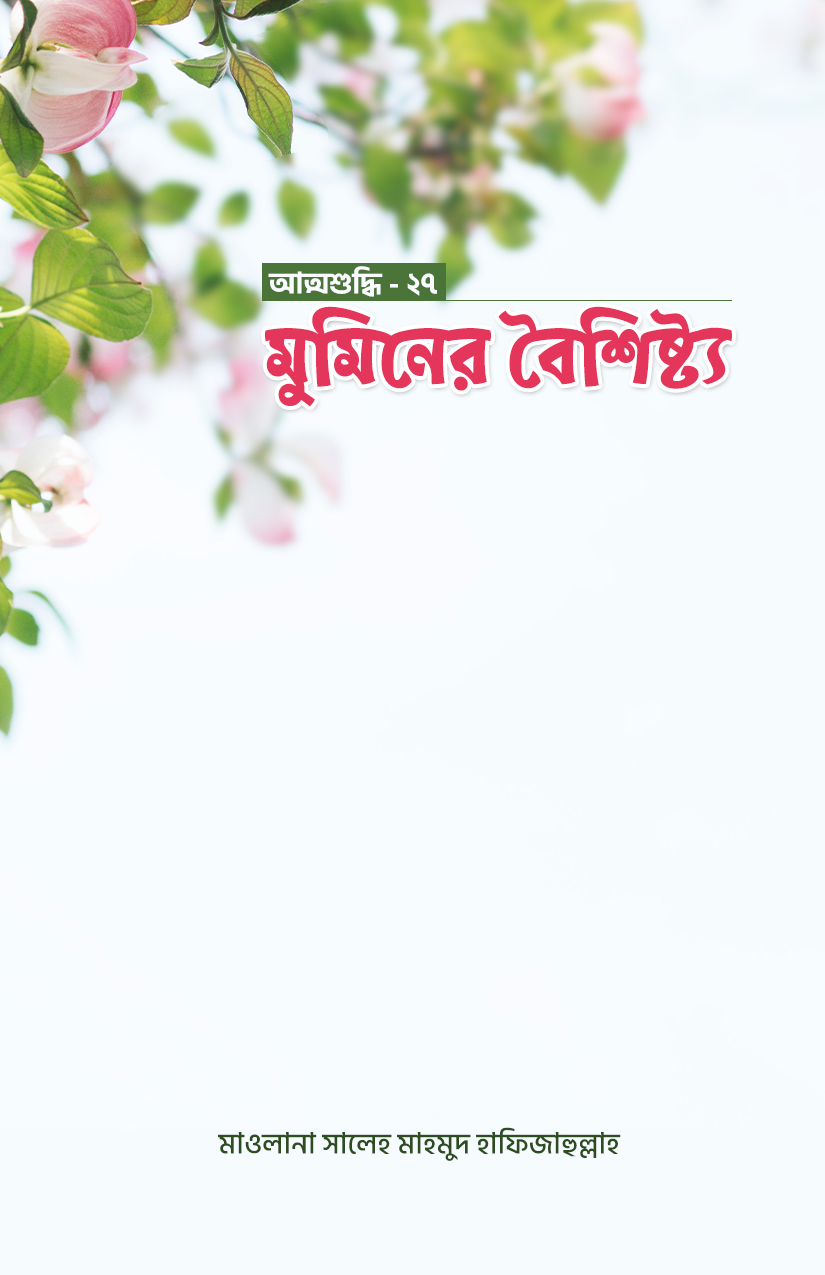 আত্মশুদ্ধি - ২৭
মুমিনের বৈশিষ্ট্য
মাওলানা সালেহ মাহমুদ হাফিজাহুল্লাহ